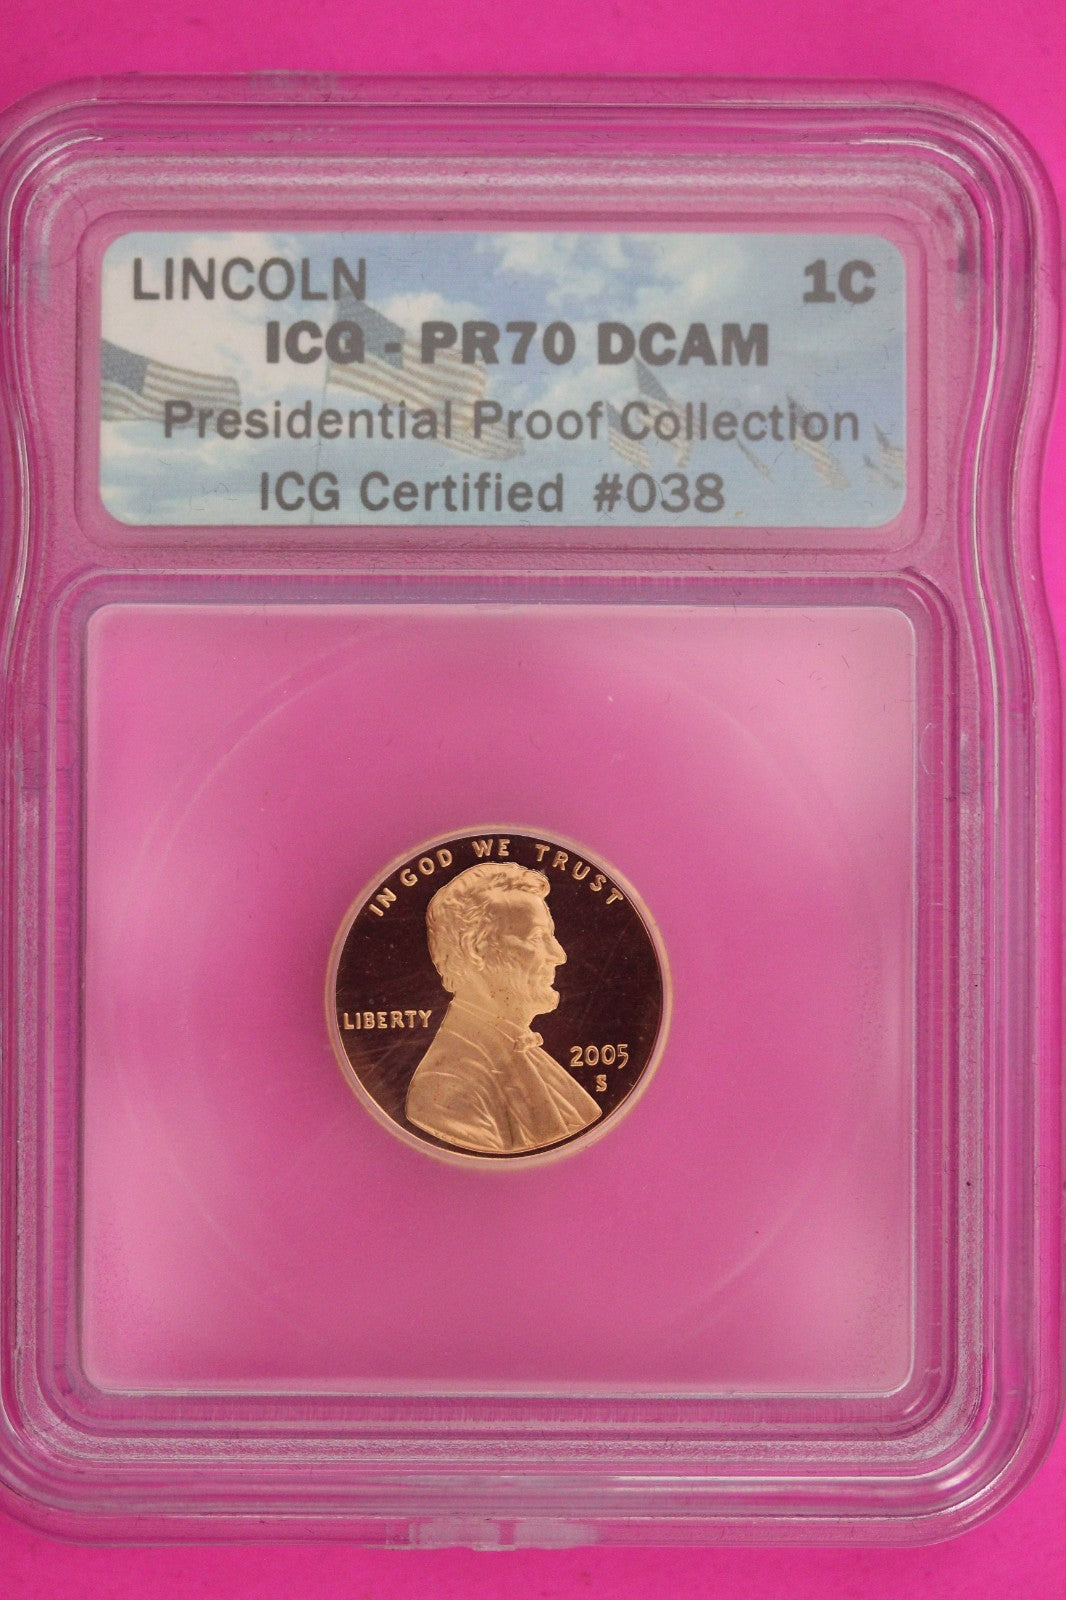 LINCOLN 1C
ICG - PR70 DCAM
Presidential Proof Collection
ICG Certified #038
IN GOD WE TRUST
LIBERTY
2005
S